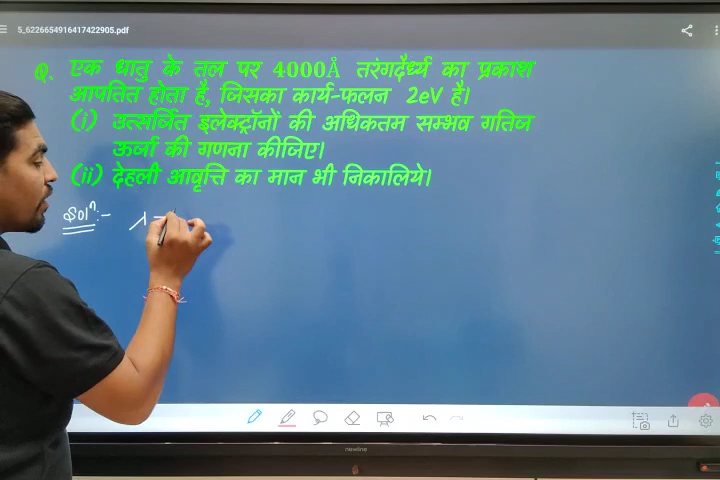 5_6226654916417422905.pdf
Q. एक धातु के तल पर 4000Å तरंगदैर्ध्य का प्रकाश
आपतित होता है, जिसका कार्य-फलन 2eV है।
(i) उत्सर्जित इलेक्ट्रॉनों की अधिकतम सम्भव गतिज
ऊर्जा की गणना कीजिए।
(ii) देहली आवृत्ति का मान भी निकालिये।
Solⁿ:- λ =
newline